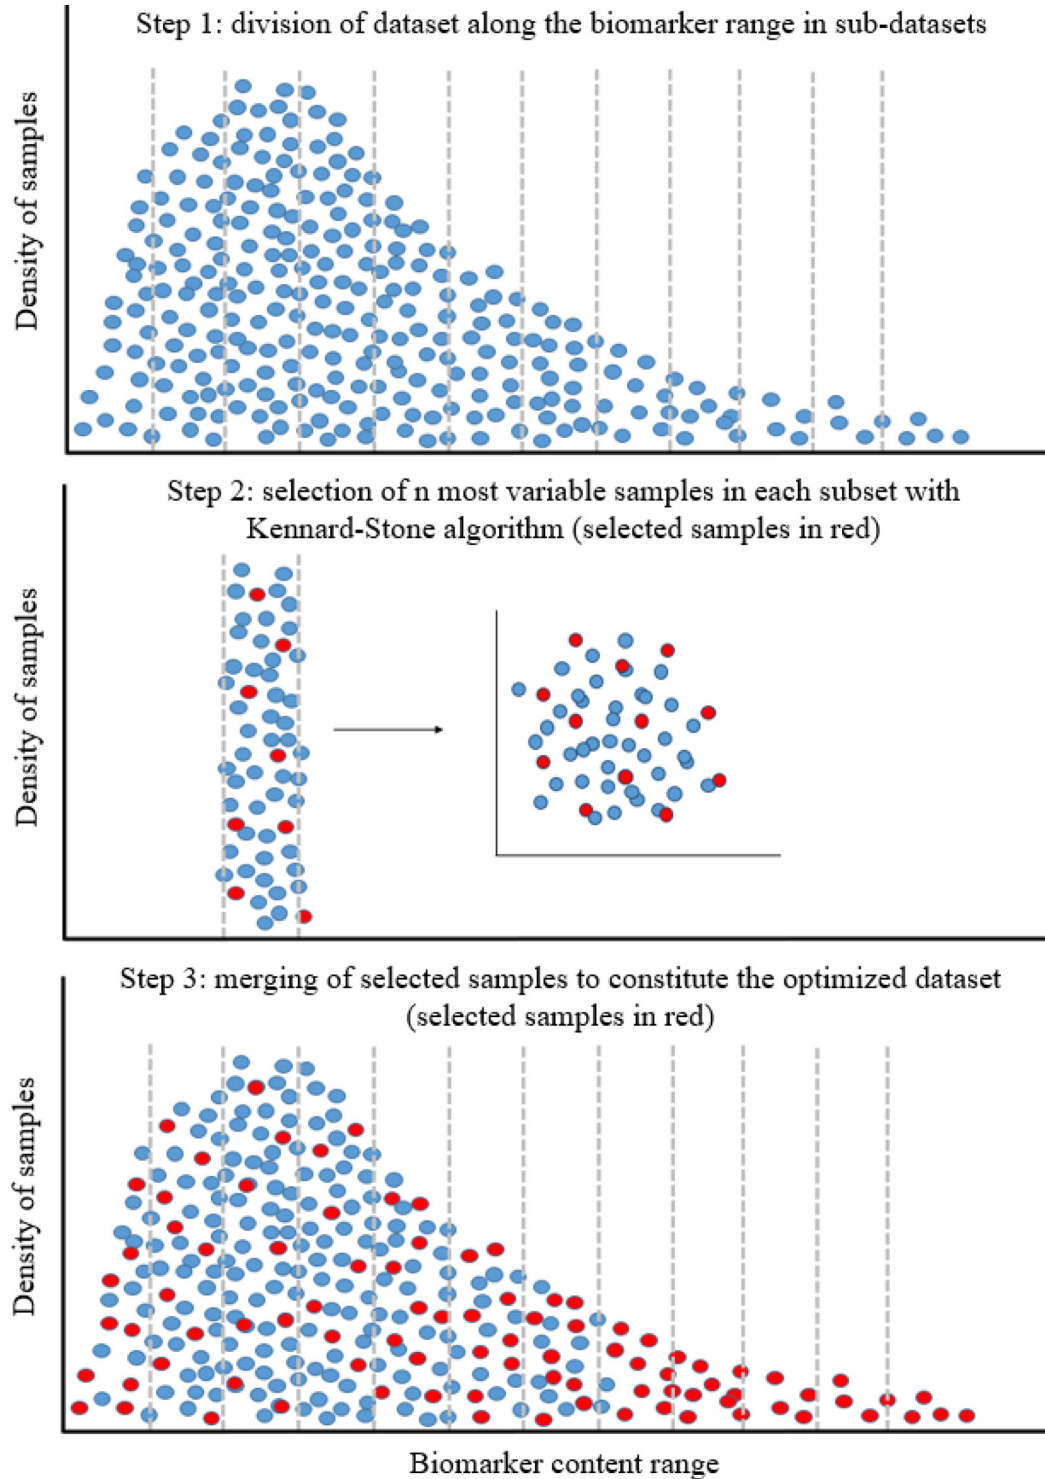 Step 1: division of dataset along the biomarker range in sub-datasets
Density of samples
Step 2: selection of n most variable samples in each subset with
Kennard-Stone algorithm (selected samples in red)
Density of samples
Step 3: merging of selected samples to constitute the optimized dataset
(selected samples in red)
Density of samples
Biomarker content range